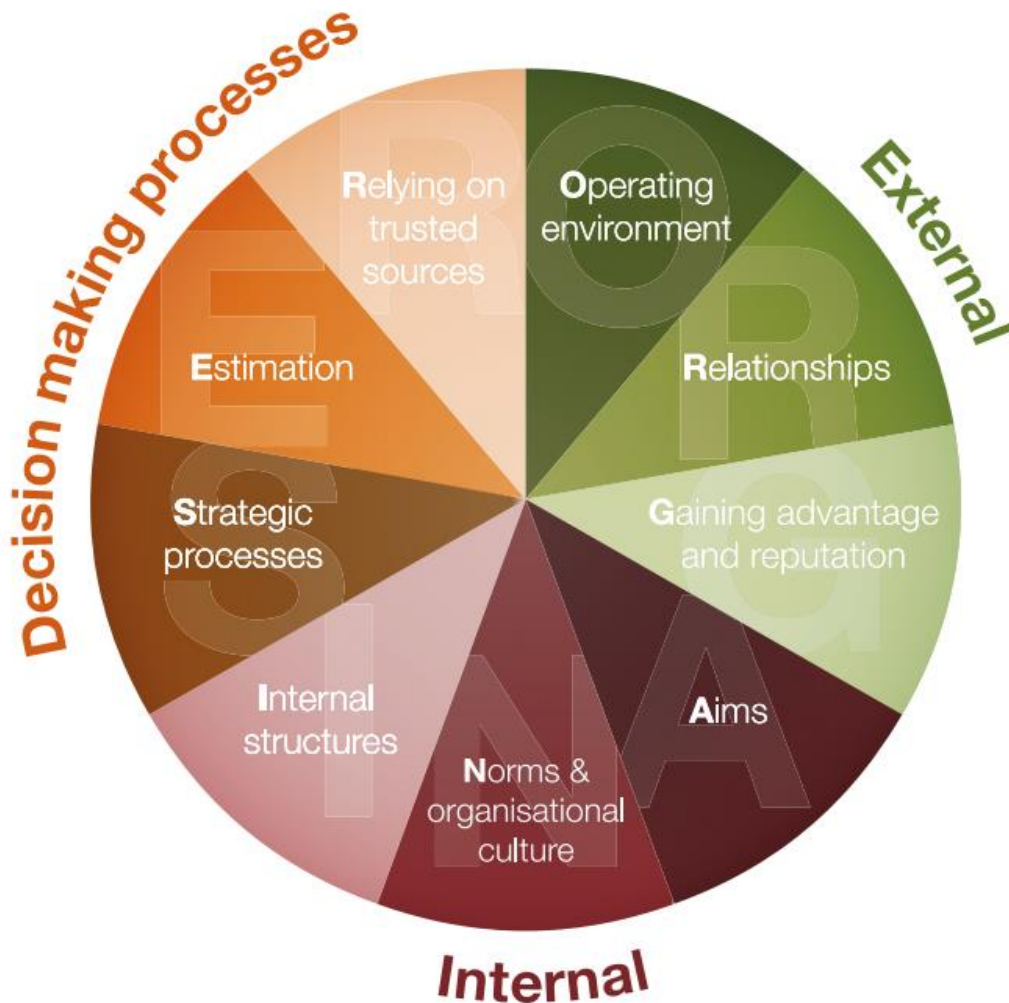 Decision making processes
External
Internal
Operating
environment
Relationships
Gaining advantage
and reputation
Aims
Norms &
organisational
culture
Internal
structures
Strategic
processes
Estimation
Relying on
trusted
sources
O
R
G
A
N
I
S
E
R